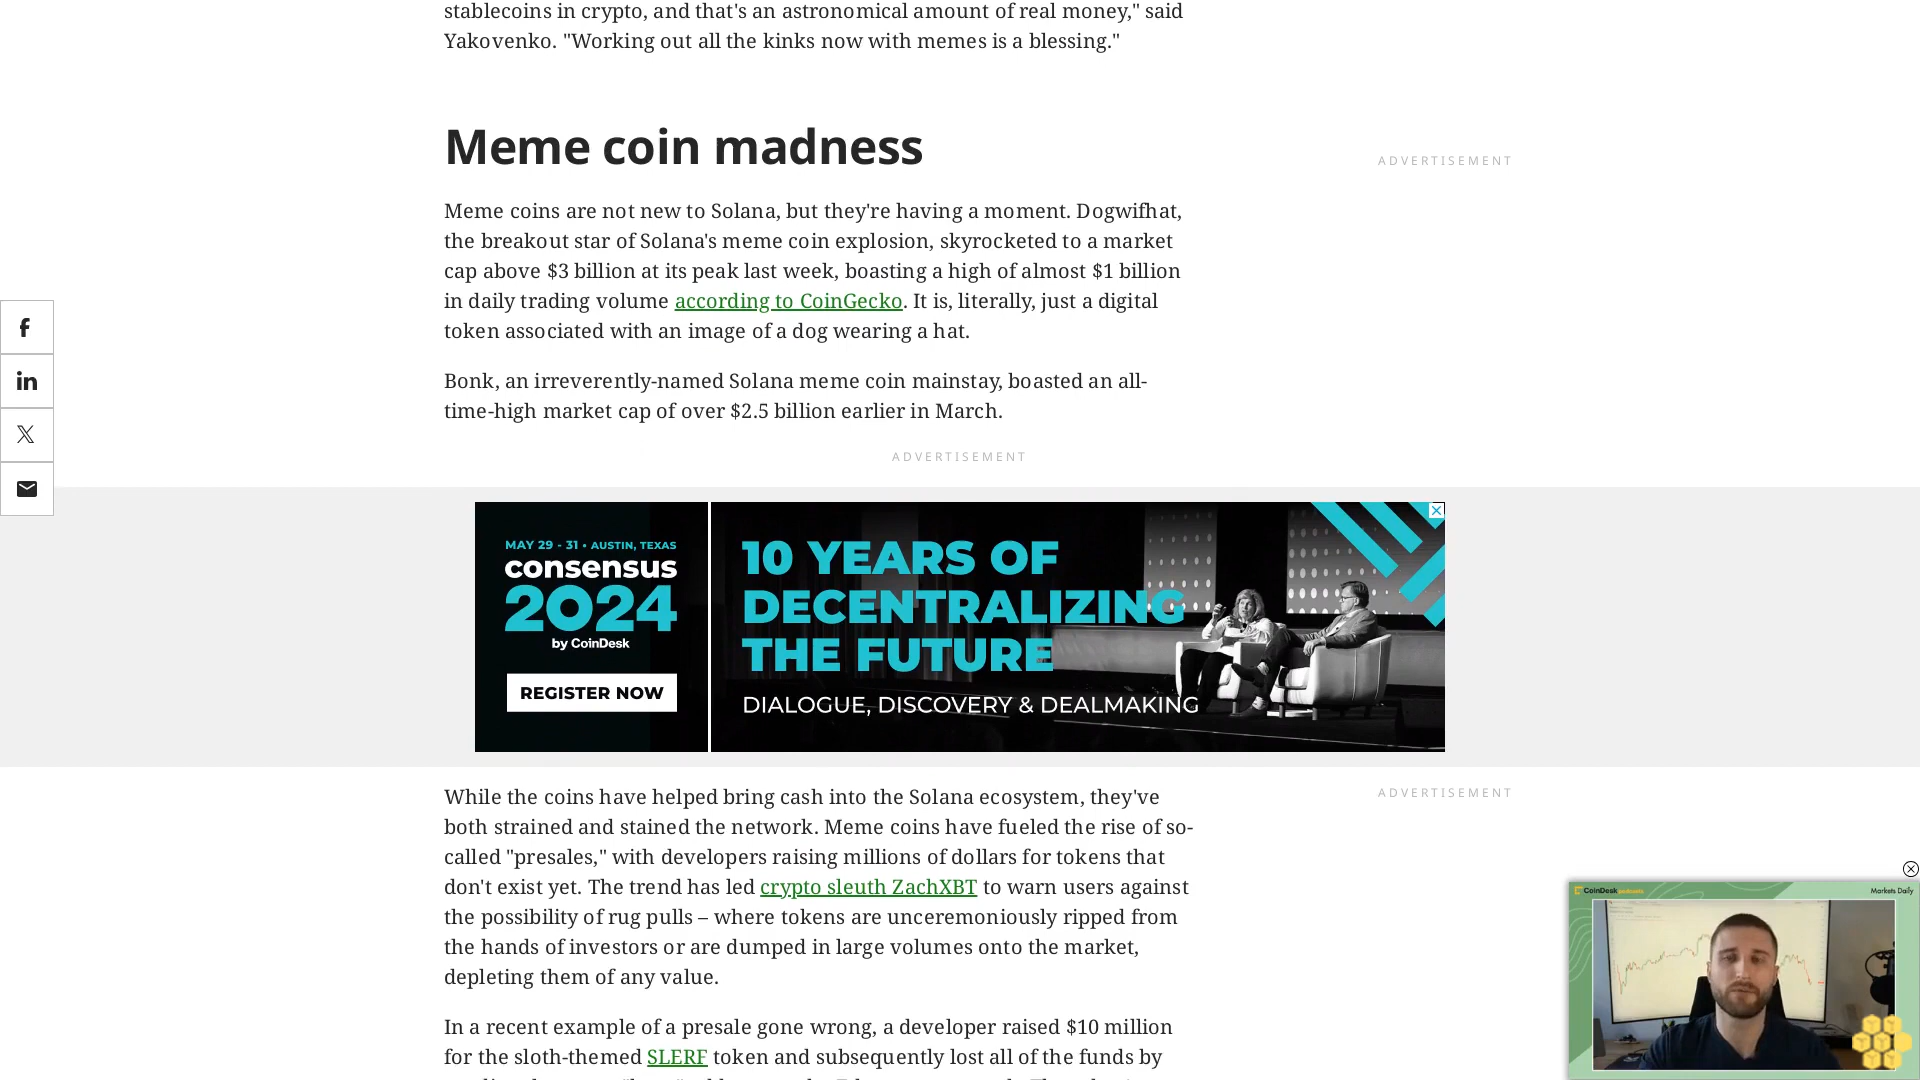 stablecoins in crypto, and that's an astronomical amount of real money," said
Yakovenko. "Working out all the kinks now with memes is a blessing."
Meme coin madness
ADVERTISEMENT
Meme coins are not new to Solana, but they're having a moment. Dogwifhat,
the breakout star of Solana's meme coin explosion, skyrocketed to a market
cap above $3 billion at its peak last week, boasting a high of almost $1 billion
in daily trading volume according to CoinGecko. It is, literally, just a digital
token associated with an image of a dog wearing a hat.
Bonk, an irreverently-named Solana meme coin mainstay, boasted an all-
time-high market cap of over $2.5 billion earlier in March.
ADVERTISEMENT
MAY 29 - 31 • AUSTIN, TEXAS
consensus
2024
by CoinDesk
REGISTER NOW
10 YEARS OF
DECENTRALIZING
THE FUTURE
DIALOGUE, DISCOVERY & DEALMAKING
While the coins have helped bring cash into the Solana ecosystem, they've
both strained and stained the network. Meme coins have fueled the rise of so-
called "presales," with developers raising millions of dollars for tokens that
don't exist yet. The trend has led crypto sleuth ZachXBT to warn users against
the possibility of rug pulls – where tokens are unceremoniously ripped from
the hands of investors or are dumped in large volumes onto the market,
depleting them of any value.
ADVERTISEMENT
In a recent example of a presale gone wrong, a developer raised $10 million
for the sloth-themed SLERF token and subsequently lost all of the funds by
CoinDesk podcasts
Markets Daily